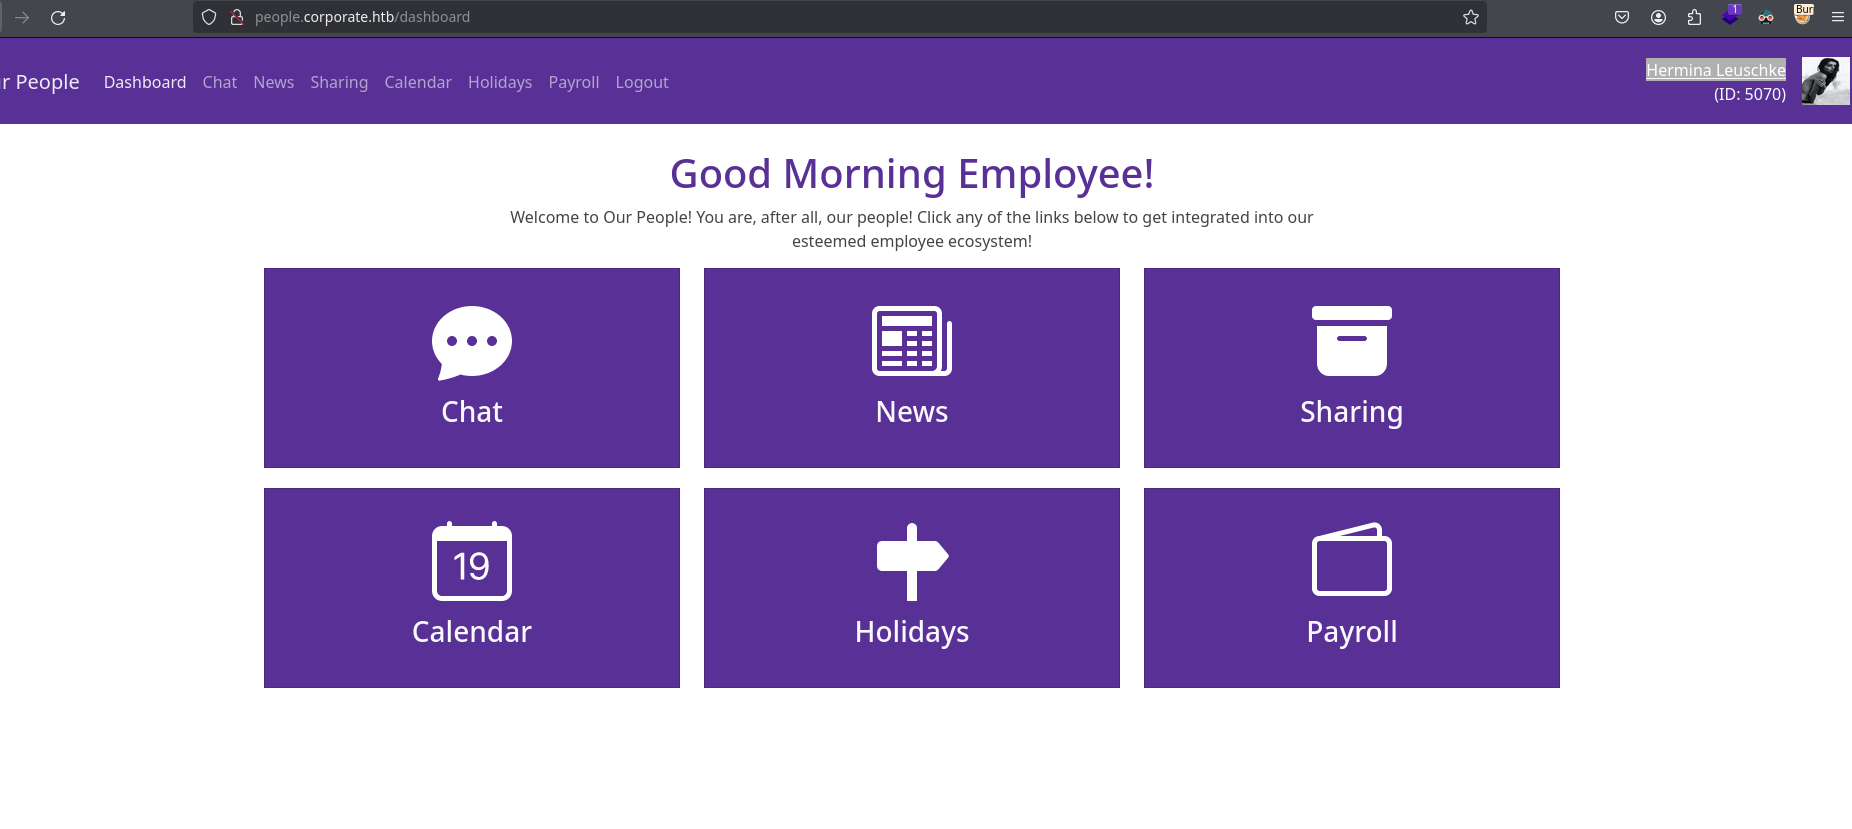 people.corporate.htb/dashboard
1
Bur
r People Dashboard Chat News Sharing Calendar Holidays Payroll Logout
Hermina Leuschke
(ID: 5070)
Good Morning Employee!
Welcome to Our People! You are, after all, our people! Click any of the links below to get integrated into our
esteemed employee ecosystem!
Chat
News
Sharing
19
Calendar
Holidays
Payroll